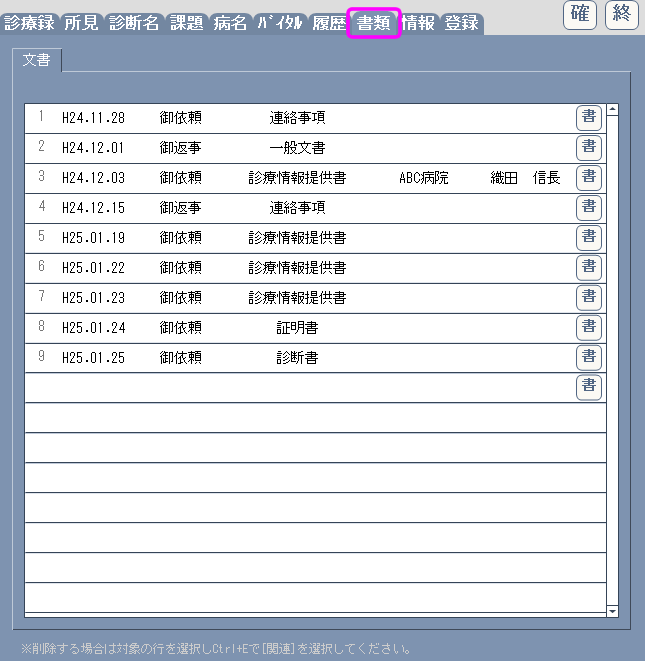 診療録 所見 診断名 課題 病名 ﾊﾞｲﾀﾙ 履歴 書類 情報 登録 確 終
文書
1 H24.11.28 御依頼 連絡事項 書
2 H24.12.01 御返事 一般文書 書
3 H24.12.03 御依頼 診療情報提供書 ABC病院 織田 信長 書
4 H24.12.15 御返事 連絡事項 書
5 H25.01.19 御依頼 診療情報提供書 書
6 H25.01.22 御依頼 診療情報提供書 書
7 H25.01.23 御依頼 診療情報提供書 書
8 H25.01.24 御依頼 証明書 書
9 H25.01.25 御依頼 診断書 書
書
※削除する場合は対象の行を選択しCtrl+Eで[関連]を選択してください。